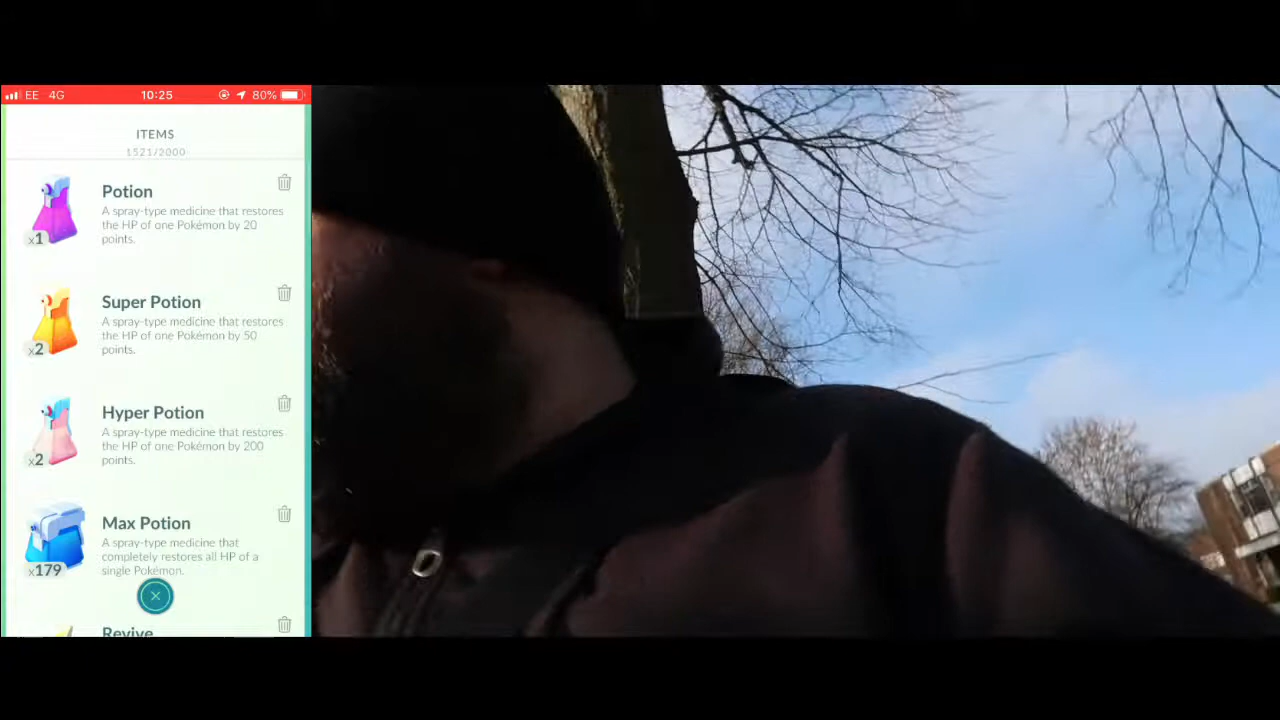 EE 4G 10:25 80%
ITEMS
1521/2000
Potion
A spray-type medicine that restores
the HP of one Pokémon by 20
points.
x1
Super Potion
A spray-type medicine that restores
the HP of one Pokémon by 50
points.
x2
Hyper Potion
A spray-type medicine that restores
the HP of one Pokémon by 200
points.
x2
Max Potion
A spray-type medicine that
completely restores all HP of a
single Pokémon.
x179
Revive